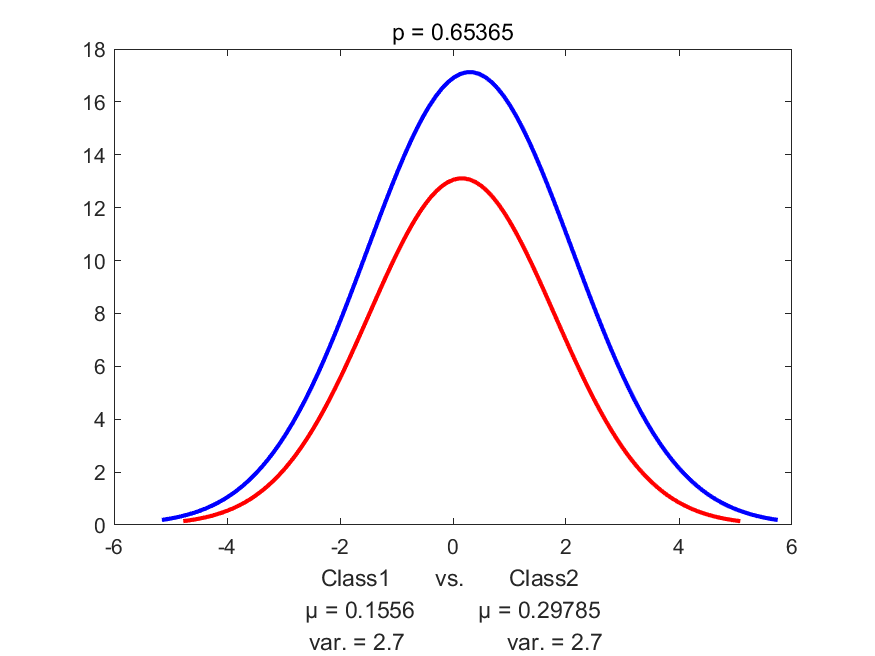 p = 0.65365
18
16
14
12
10
8
6
4
2
0
-6 -4 -2 0 2 4 6
Class1 vs. Class2
μ = 0.1556 μ = 0.29785
var. = 2.7 var. = 2.7